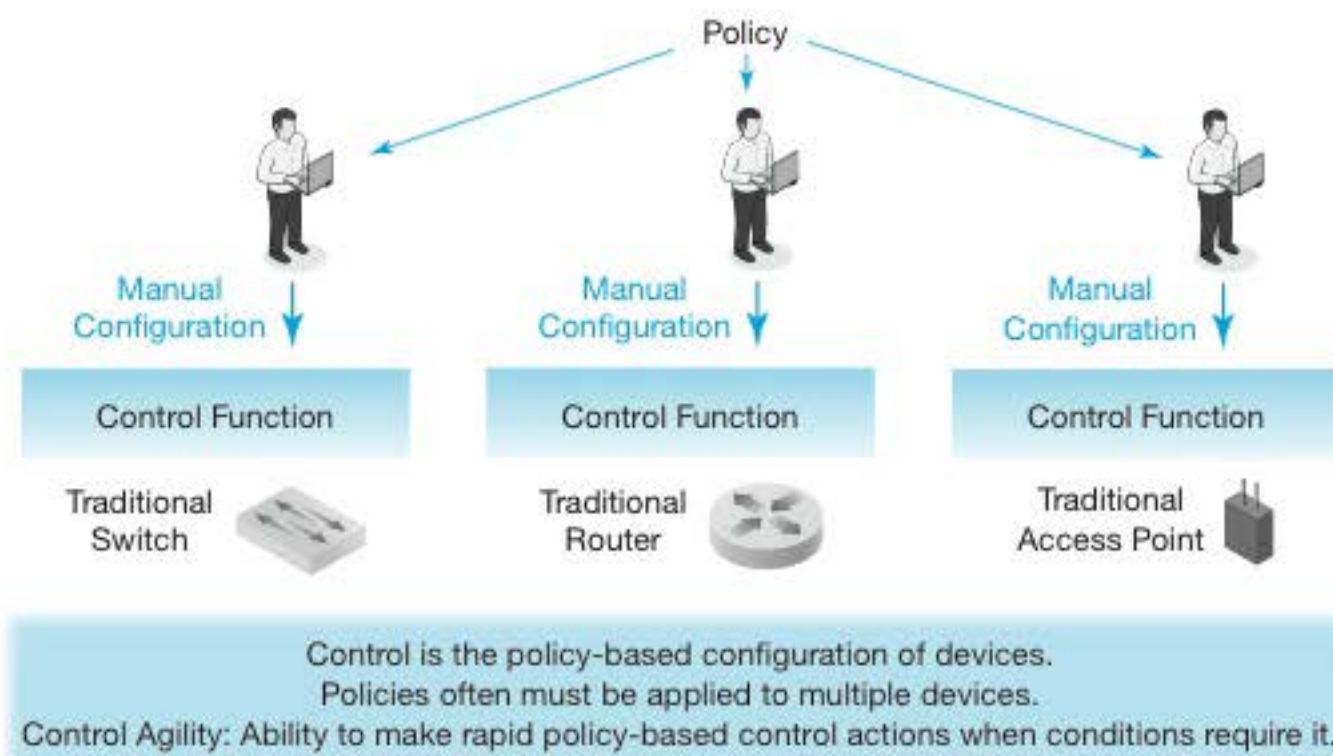 Policy
Manual
Configuration
Manual
Configuration
Manual
Configuration
Control Function
Control Function
Control Function
Traditional
Switch
Traditional
Router
Traditional
Access Point
Control is the policy-based configuration of devices.
Policies often must be applied to multiple devices.
Control Agility: Ability to make rapid policy-based control actions when conditions require it.